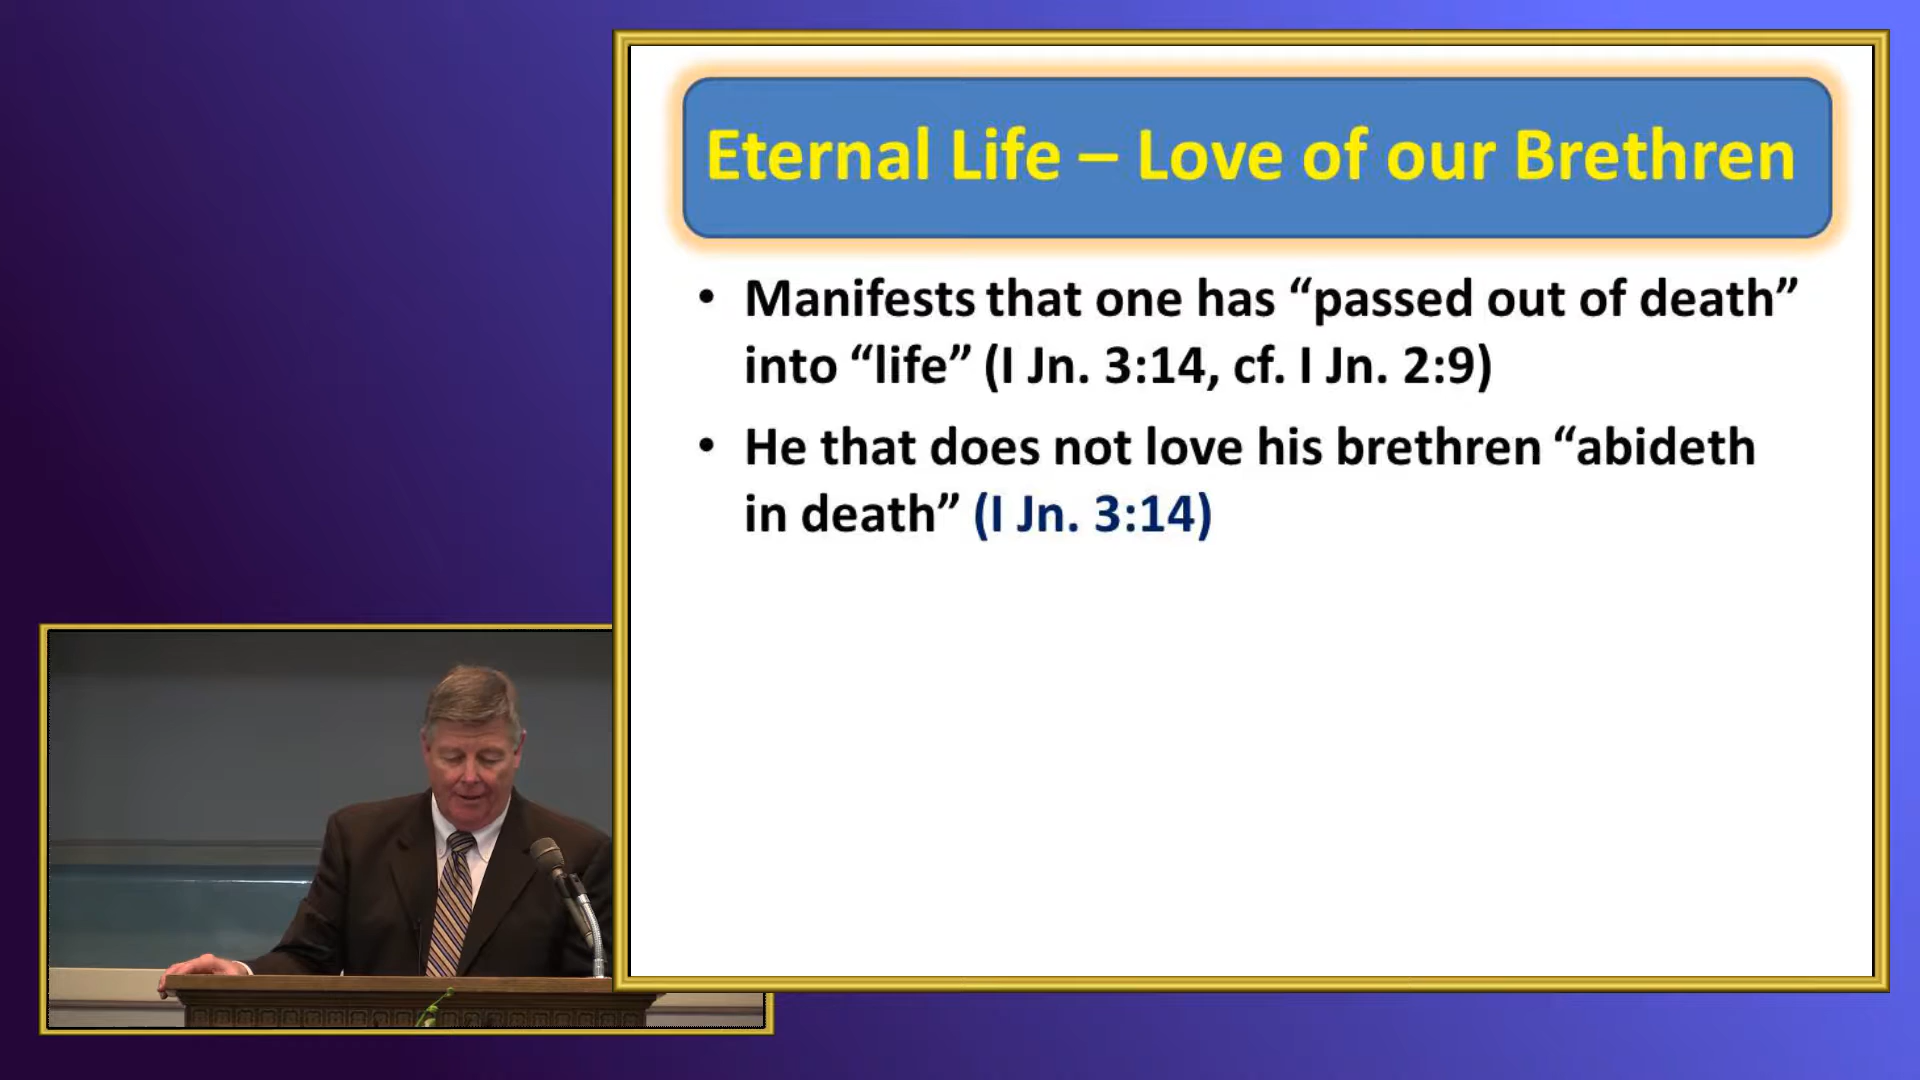 Eternal Life – Love of our Brethren
• Manifests that one has “passed out of death”
into “life” (I Jn. 3:14, cf. I Jn. 2:9)
• He that does not love his brethren “abideth
in death” (I Jn. 3:14)